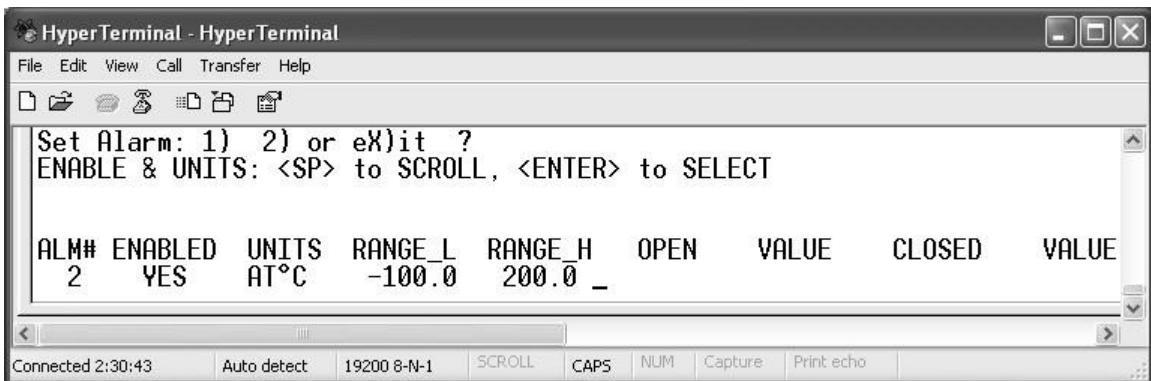 HyperTerminal - HyperTerminal
File Edit View Call Transfer Help
Set Alarm: 1) 2) or eX)it ?
ENABLE & UNITS: <SP> to SCROLL, <ENTER> to SELECT
ALM# ENABLED UNITS RANGE_L RANGE_H OPEN VALUE CLOSED VALUE
2 YES AT°C -100.0 200.0 _
Connected 2:30:43 Auto detect 19200 8-N-1 SCROLL CAPS NUM Capture Print echo